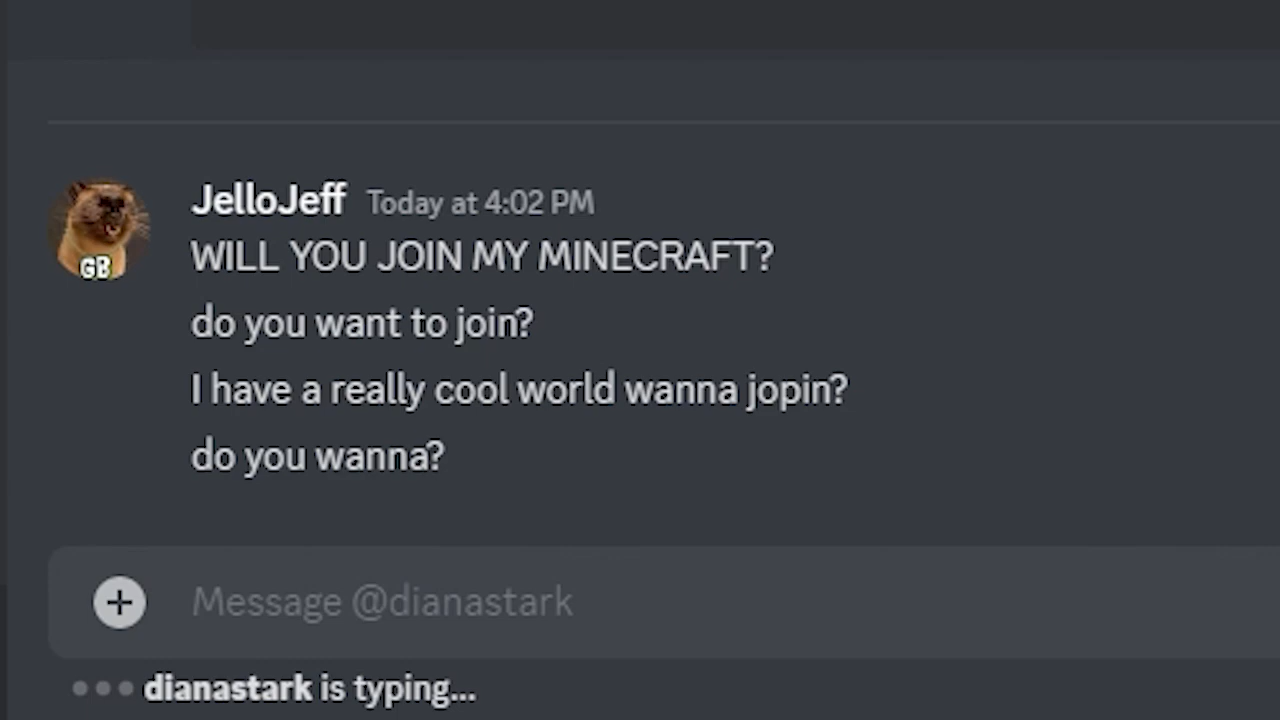 JelloJeff Today at 4:02 PM
WILL YOU JOIN MY MINECRAFT?
do you want to join?
I have a really cool world wanna jopin?
do you wanna?
GB
Message @dianastark
dianastark is typing...